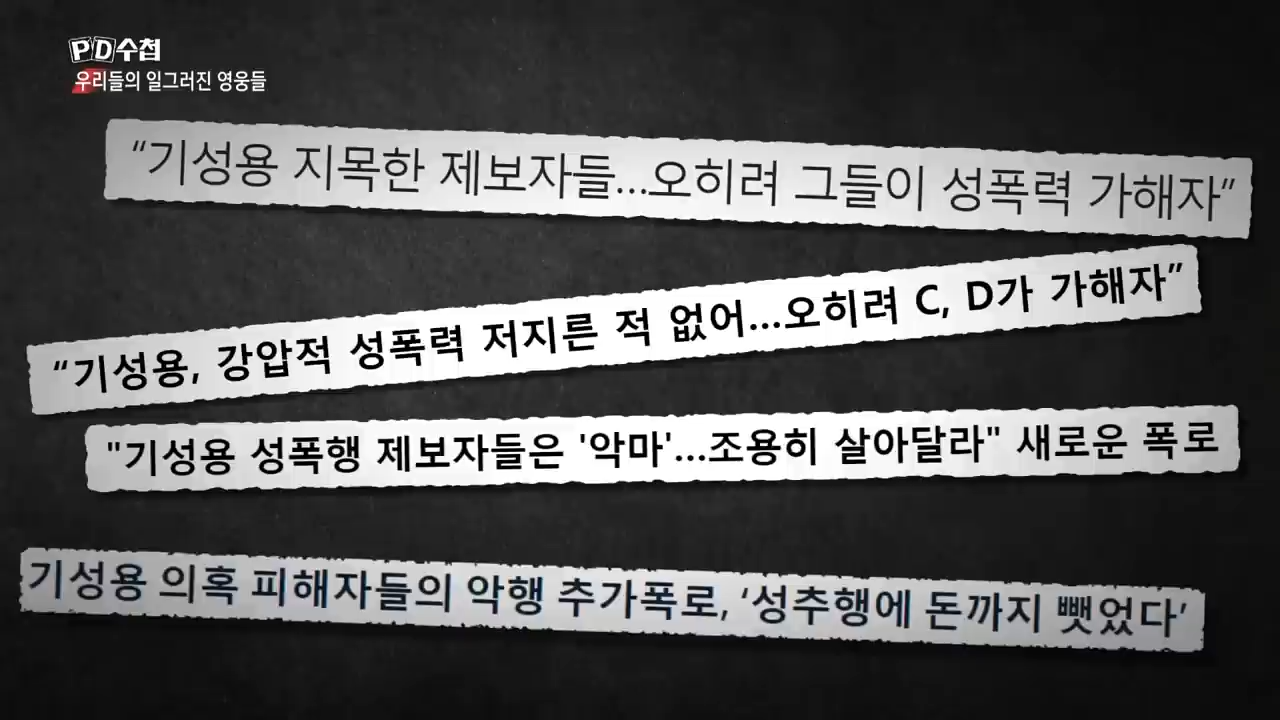 PD수첩
우리들의 일그러진 영웅들
“기성용 지목한 제보자들...오히려 그들이 성폭력 가해자”
“기성용, 강압적 성폭력 저지른 적 없어...오히려 C, D가 가해자”
"기성용 성폭행 제보자들은 '악마'...조용히 살아달라" 새로운 폭로
기성용 의혹 피해자들의 악행 추가폭로, ‘성추행에 돈까지 뺏었다’